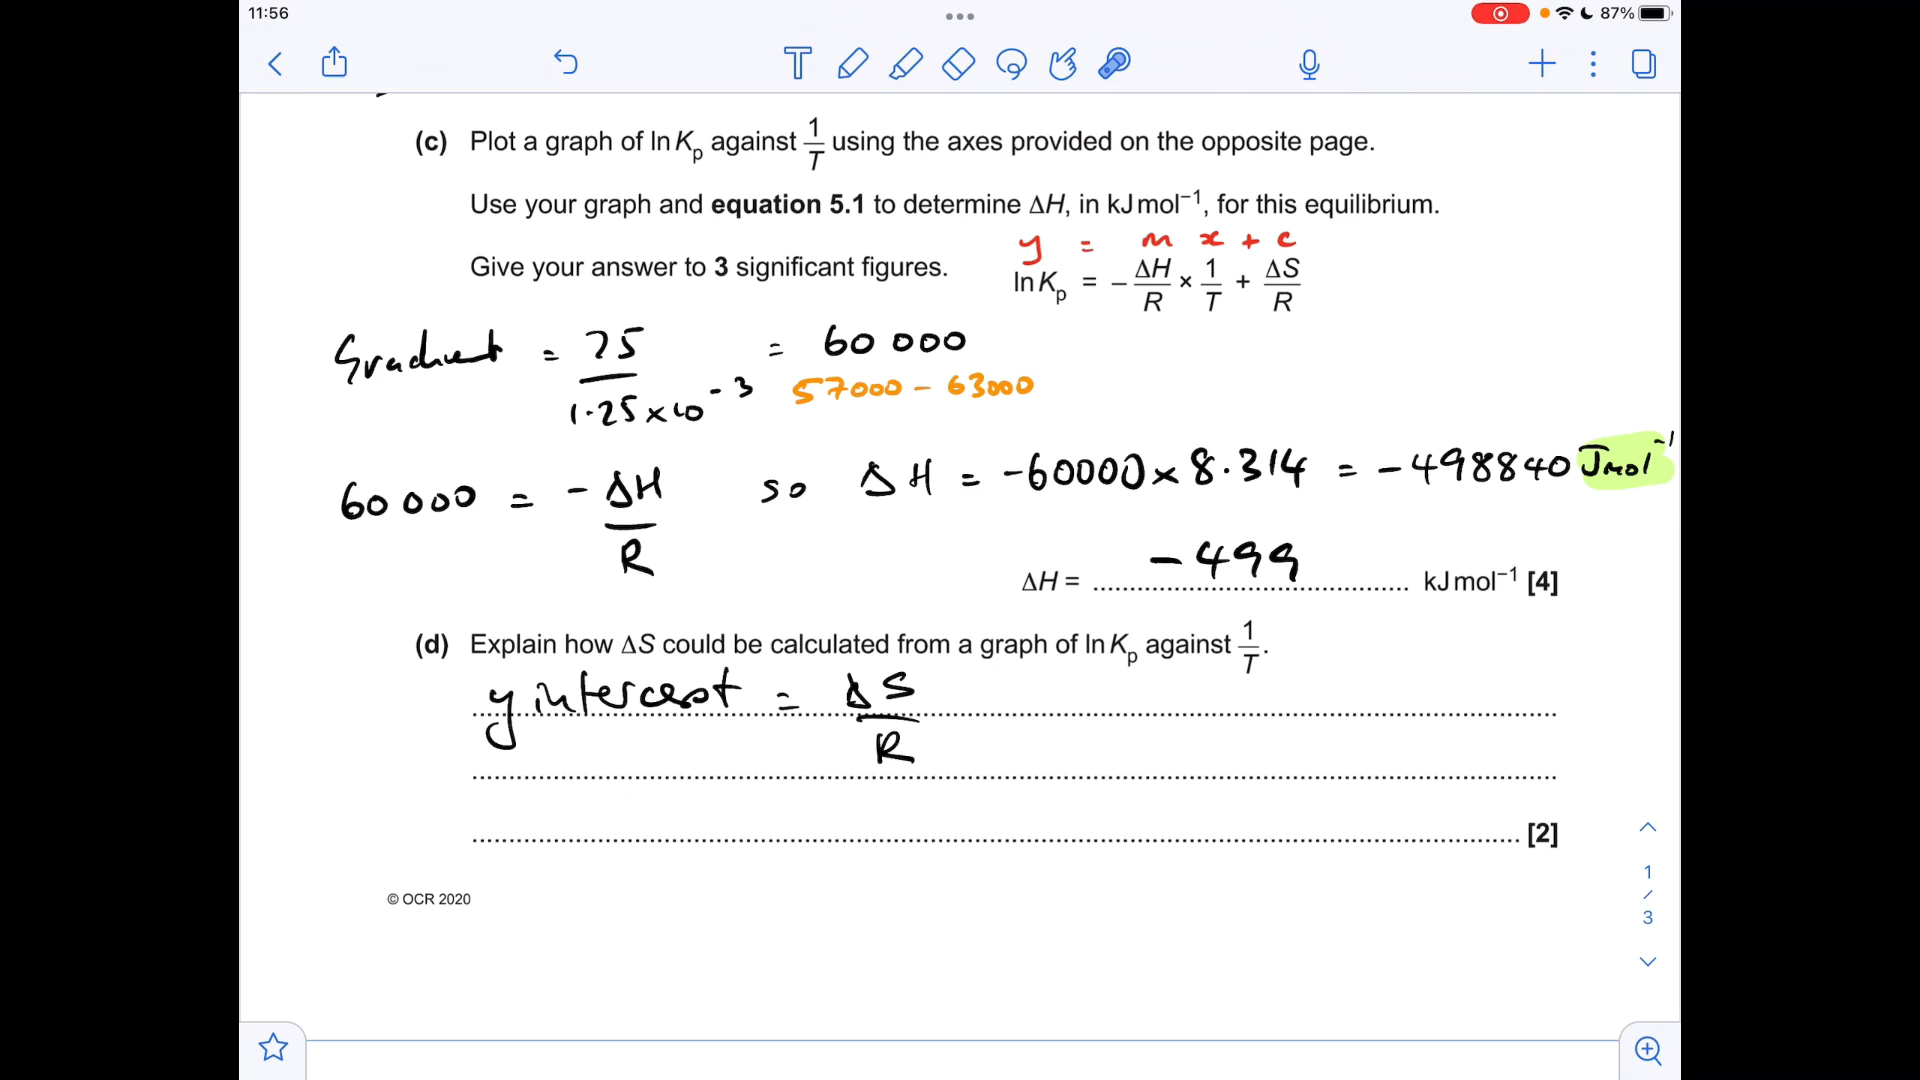 11:56
87%
(c) Plot a graph of ln Kp against 1/T using the axes provided on the opposite page.
Use your graph and equation 5.1 to determine ΔH, in kJ mol⁻¹, for this equilibrium.
y = m x + c
Give your answer to 3 significant figures. ln Kp = − ΔH/R × 1/T + ΔS/R
Gradient = 75/1.25×10⁻³ = 60 000
57000 – 63000
60 000 = − ΔH/R so ΔH = −60000 × 8.314 = −498840 Jmol⁻¹
ΔH = −499 kJ mol⁻¹ [4]
(d) Explain how ΔS could be calculated from a graph of ln Kp against 1/T.
y intercept = ΔS/R
[2]
© OCR 2020
1
/
3